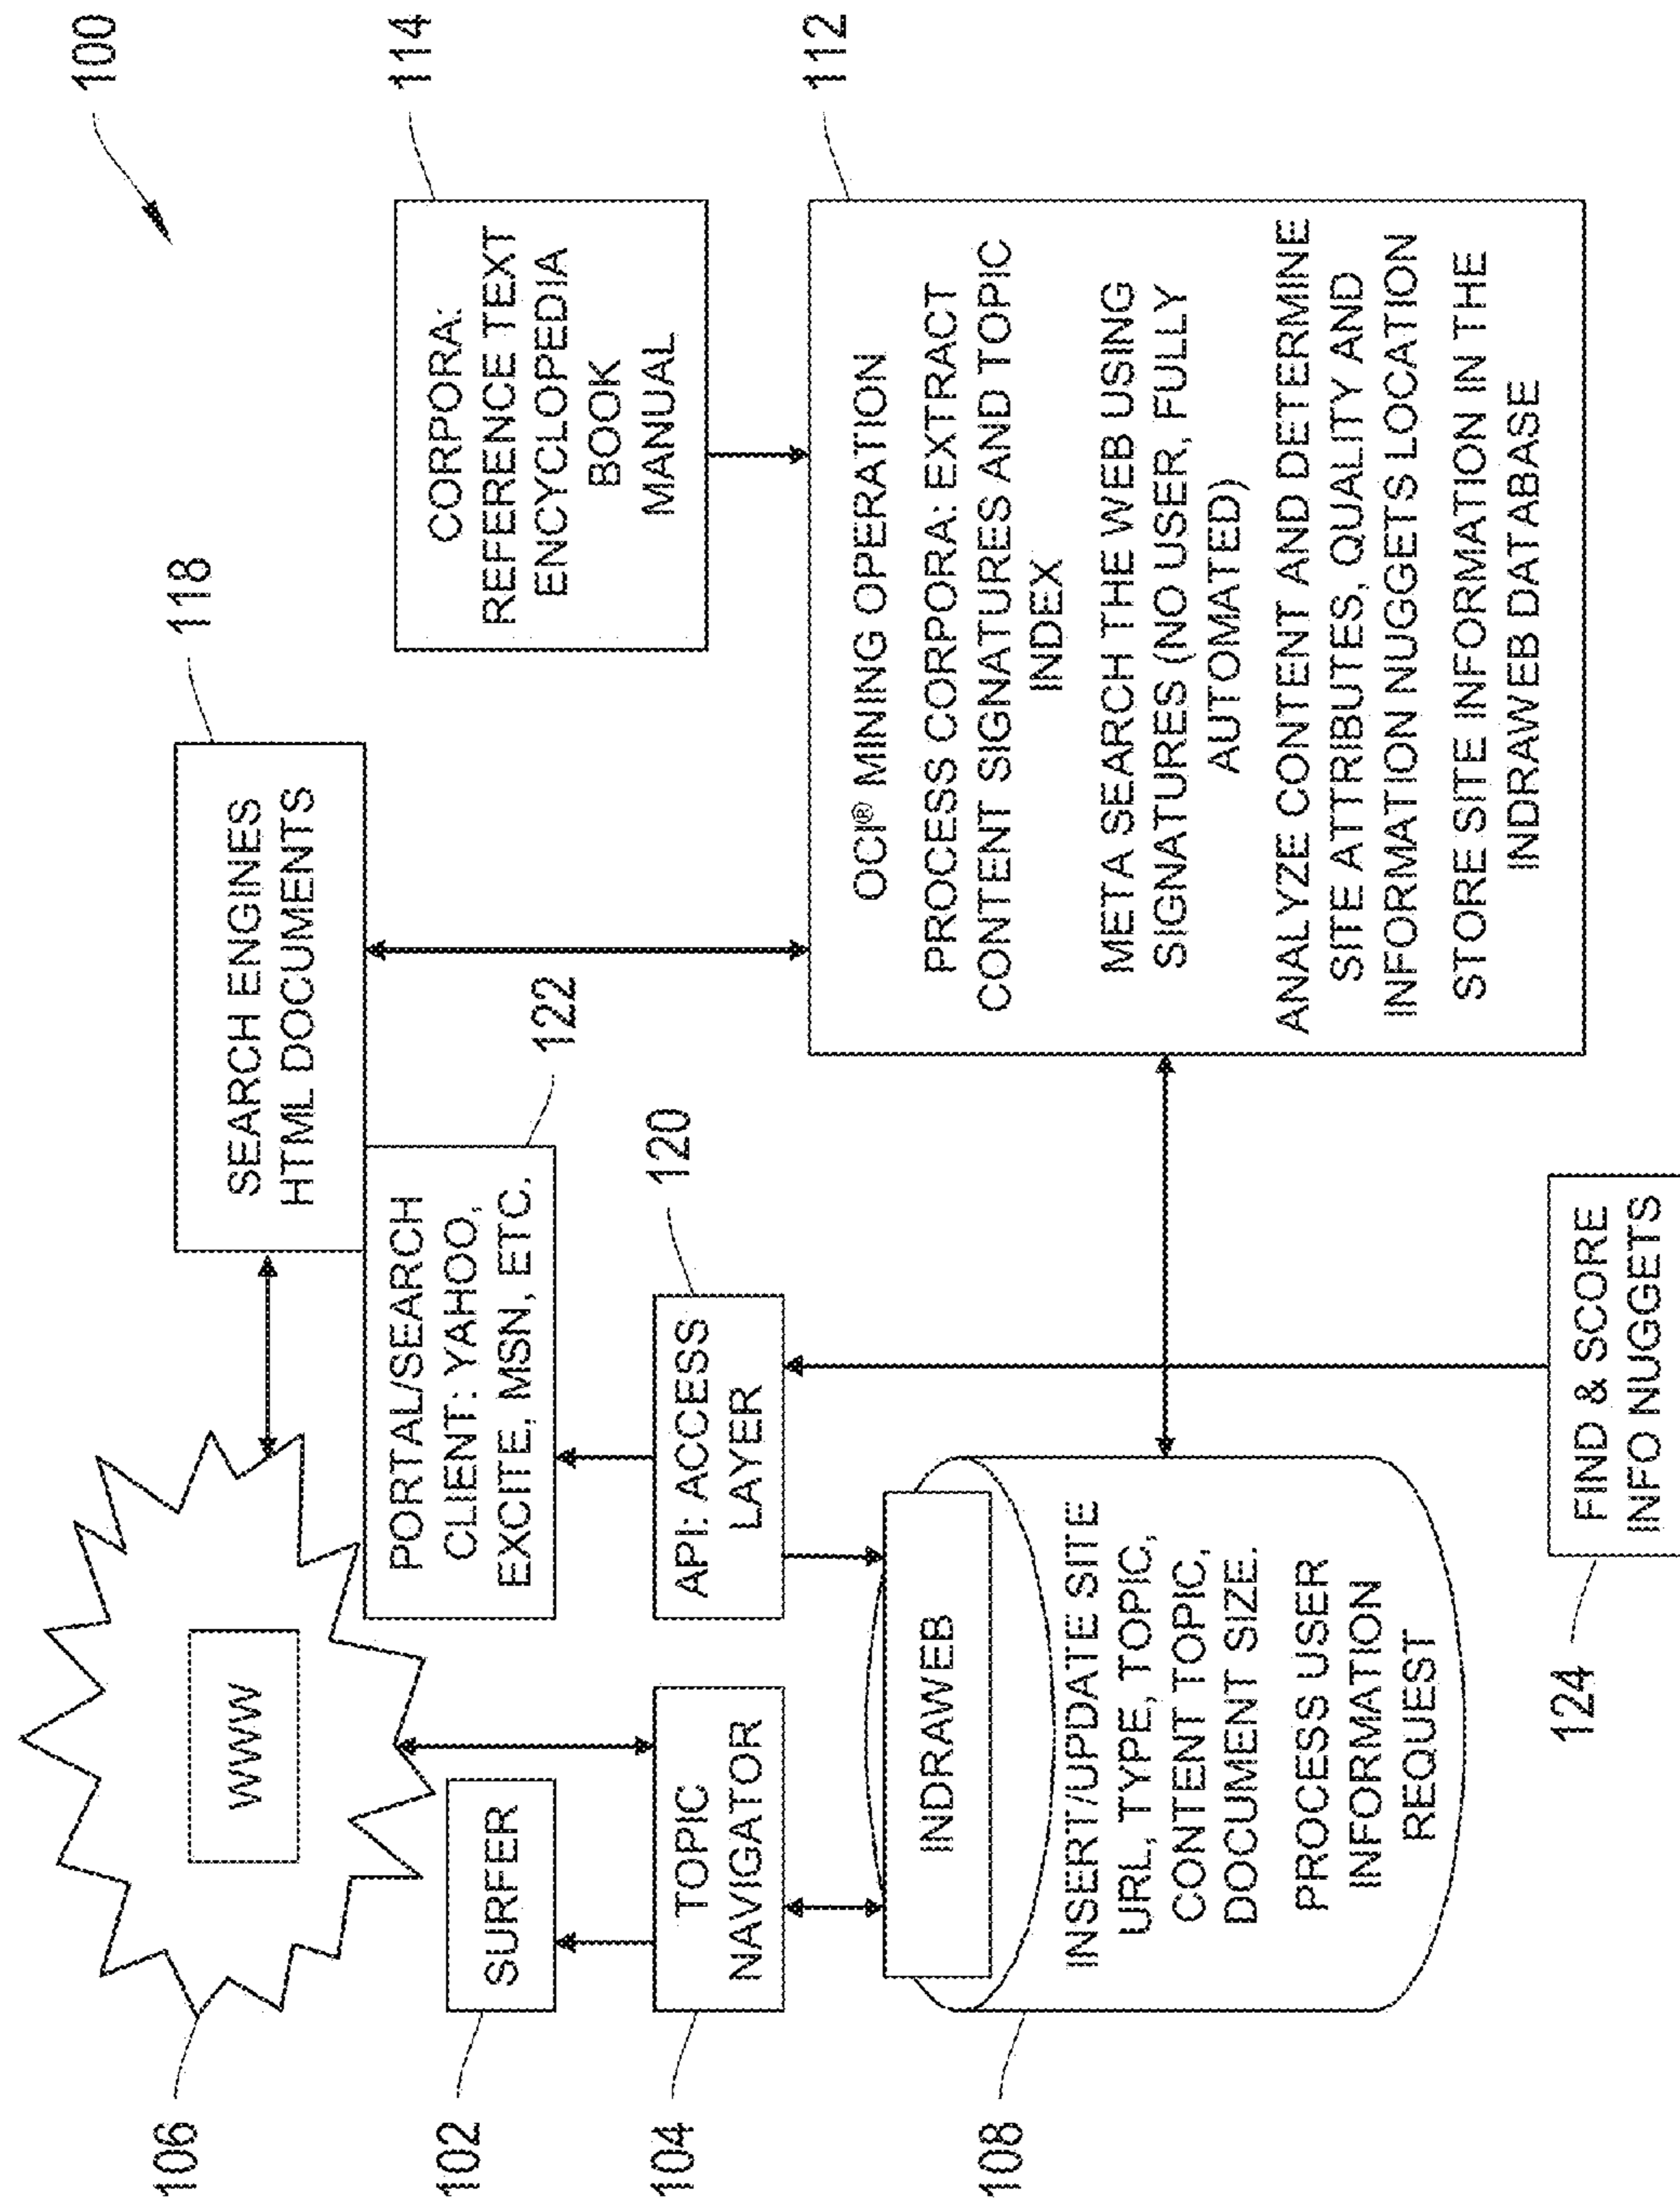 100
106
WWW
118
SEARCH ENGINES
HTML DOCUMENTS
114
CORPORA:
REFERENCE TEXT
ENCYCLOPEDIA
BOOK
MANUAL
102
SURFER
122
PORTAL/SEARCH
CLIENT: YAHOO,
EXCITE, MSN, ETC.
104
TOPIC
NAVIGATOR
120
API: ACCESS
LAYER
112
OCI® MINING OPERATION
PROCESS CORPORA: EXTRACT
CONTENT SIGNATURES AND TOPIC
INDEX
META SEARCH THE WEB USING
SIGNATURES (NO USER, FULLY
AUTOMATED)
ANALYZE CONTENT AND DETERMINE
SITE ATTRIBUTES, QUALITY AND
INFORMATION NUGGETS LOCATION
STORE SITE INFORMATION IN THE
INDRAWEB DATABASE
108
INDRAWEB
INSERT/UPDATE SITE
URL, TYPE, TOPIC,
CONTENT TOPIC,
DOCUMENT SIZE.
PROCESS USER
INFORMATION
REQUEST
124
FIND & SCORE
INFO NUGGETS